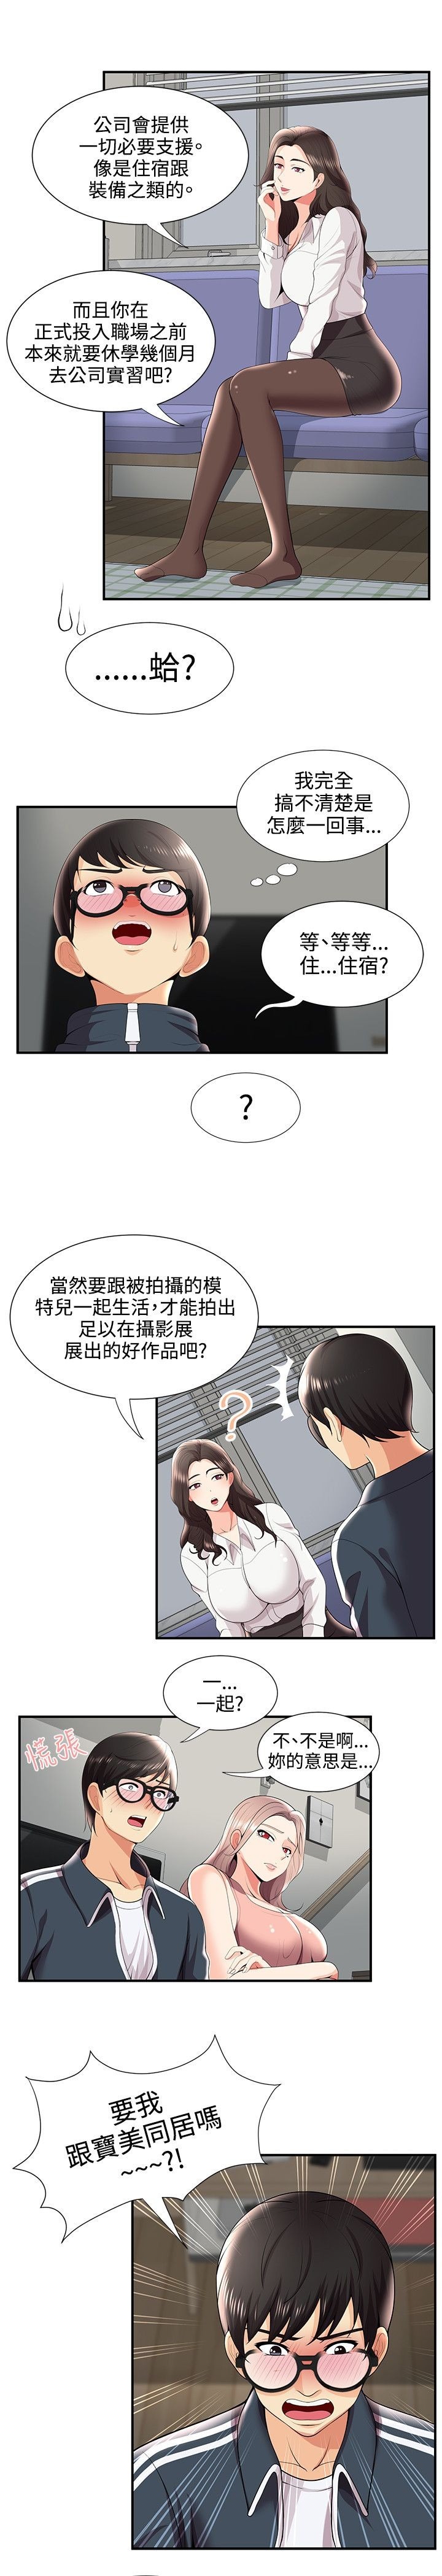 公司會提供
一切必要支援。
像是住宿跟
裝備之類的。
而且你在
正式投入職場之前
本來就要休學幾個月
去公司實習吧?
……蛤?
我完全
搞不清楚是
怎麼一回事…
等、等等…
住…住宿?
?
當然要跟被拍攝的模
特兒一起生活,才能拍出
足以在攝影展
展出的好作品吧?
?
一…
一起?
慌張
不、不是啊…
妳的意思是…
要我
跟寶美同居嗎
~~~?!